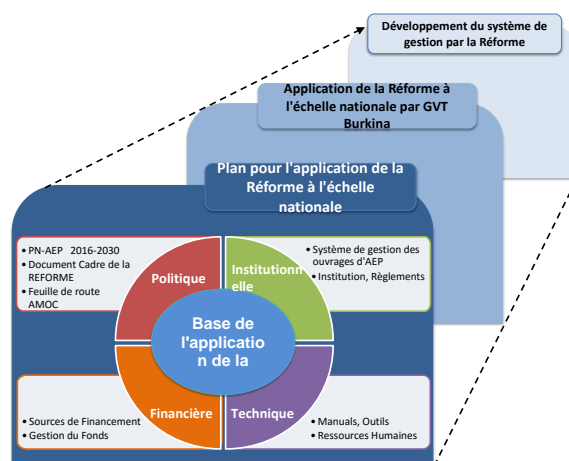 Développement du système de
gestion par la Réforme
Application de la Réforme à
l'échelle nationale par GVT
Burkina
Plan pour l'application de la
Réforme à l'échelle
nationale
• PN-AEP 2016-2030
• Document Cadre de la
REFORME
• Feuille de route
AMOC
Politique
Institutionn
elle
• Système de gestion des
ouvrages d'AEP
• Institution, Règlements
Base de
l'applicatio
n de la
• Sources de Financement
• Gestion du Fonds
Financière
Technique
• Manuals, Outils
• Ressources Humaines